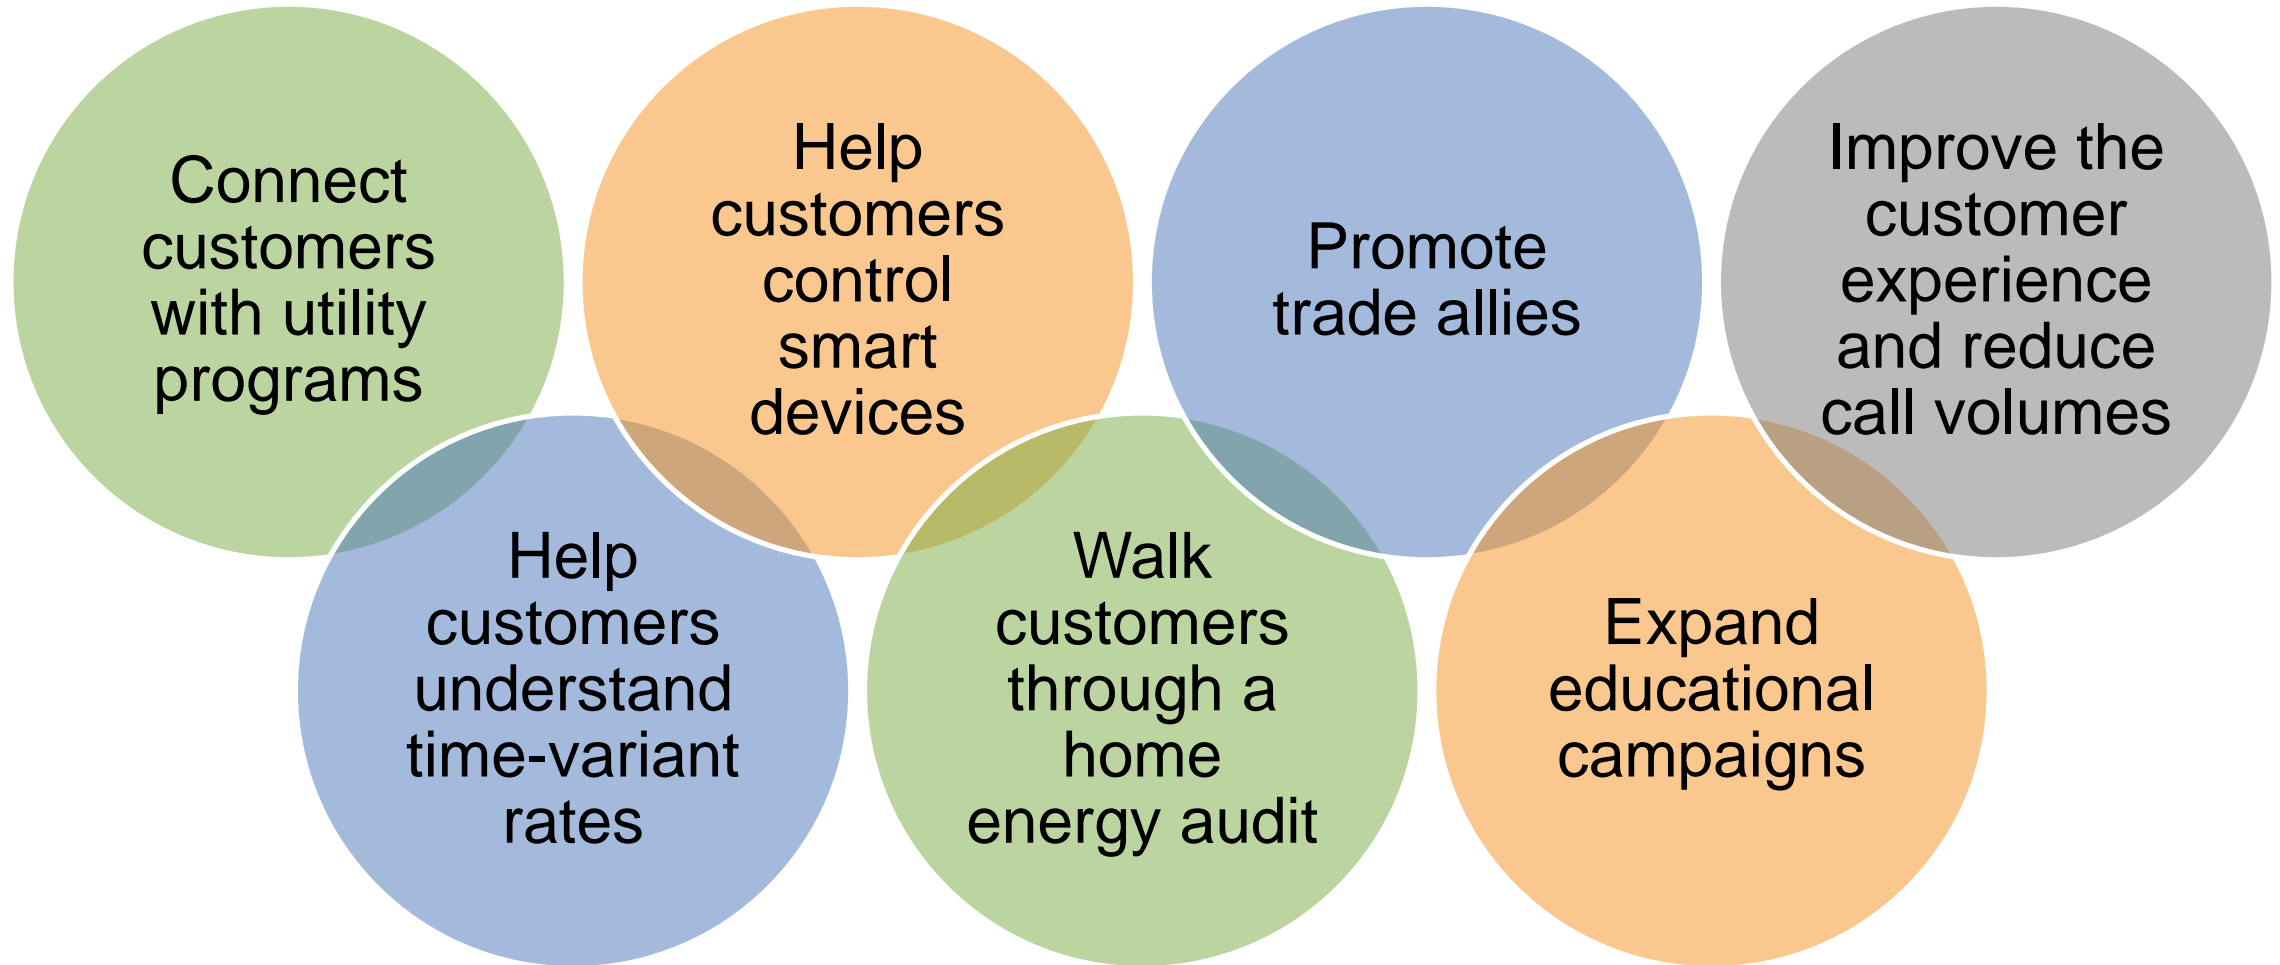 Connect
customers
with utility
programs
Help
customers
understand
time-variant
rates
Help
customers
control
smart
devices
Walk
customers
through a
home
energy audit
Promote
trade allies
Expand
educational
campaigns
Improve the
customer
experience
and reduce
call volumes